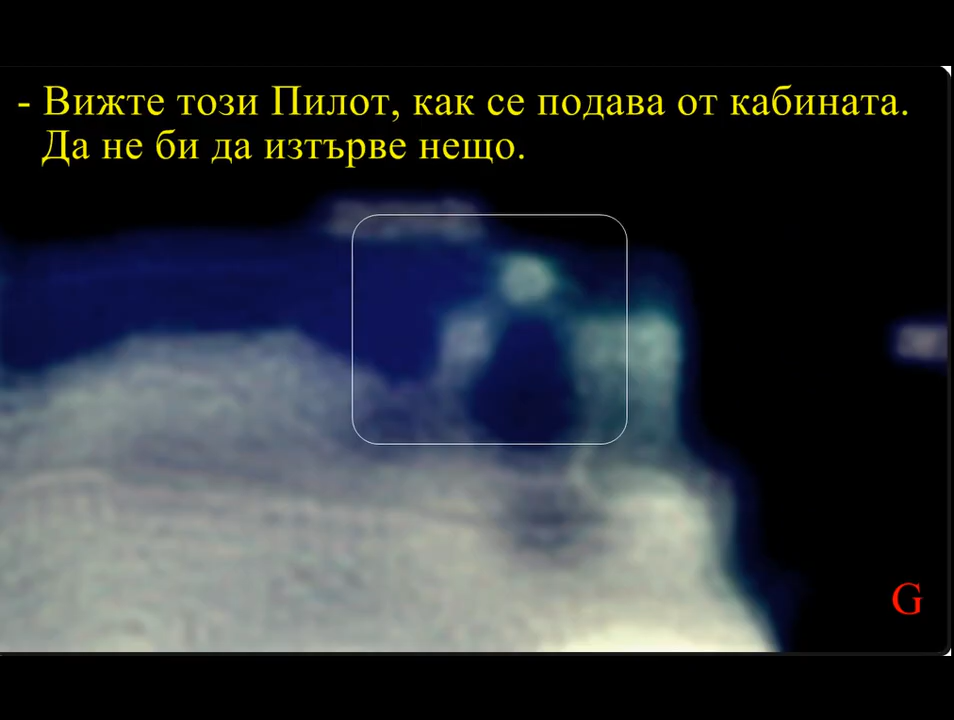 - Вижте този Пилот, как се подава от кабината.
Да не би да изтърве нещо.
G